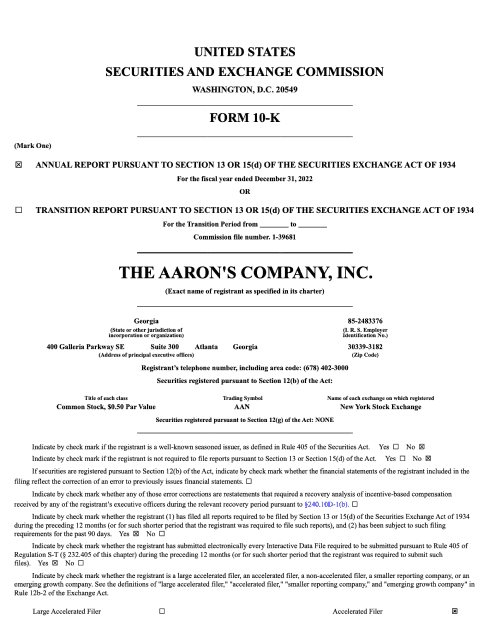 UNITED STATES
SECURITIES AND EXCHANGE COMMISSION
WASHINGTON, D.C. 20549
FORM 10-K
(Mark One)
☒ ANNUAL REPORT PURSUANT TO SECTION 13 OR 15(d) OF THE SECURITIES EXCHANGE ACT OF 1934
For the fiscal year ended December 31, 2022
OR
☐ TRANSITION REPORT PURSUANT TO SECTION 13 OR 15(d) OF THE SECURITIES EXCHANGE ACT OF 1934
For the Transition Period from ________ to ________
Commission file number. 1-39681
THE AARON'S COMPANY, INC.
(Exact name of registrant as specified in its charter)
Georgia 85-2483376
(State or other jurisdiction of (I. R. S. Employer
incorporation or organization) Identification No.)
400 Galleria Parkway SE Suite 300 Atlanta Georgia 30339-3182
(Address of principal executive offices) (Zip Code)
Registrant's telephone number, including area code: (678) 402-3000
Securities registered pursuant to Section 12(b) of the Act:
Title of each class Trading Symbol Name of each exchange on which registered
Common Stock, $0.50 Par Value AAN New York Stock Exchange
Securities registered pursuant to Section 12(g) of the Act: NONE
Indicate by check mark if the registrant is a well-known seasoned issuer, as defined in Rule 405 of the Securities Act. Yes ☐ No ☒
Indicate by check mark if the registrant is not required to file reports pursuant to Section 13 or Section 15(d) of the Act. Yes ☐ No ☒
If securities are registered pursuant to Section 12(b) of the Act, indicate by check mark whether the financial statements of the registrant included in the
filing reflect the correction of an error to previously issues financial statements. ☐
Indicate by check mark whether any of those error corrections are restatements that required a recovery analysis of incentive-based compensation
received by any of the registrant's executive officers during the relevant recovery period pursuant to §240.10D-1(b). ☐
Indicate by check mark whether the registrant (1) has filed all reports required to be filed by Section 13 or 15(d) of the Securities Exchange Act of 1934
during the preceding 12 months (or for such shorter period that the registrant was required to file such reports), and (2) has been subject to such filing
requirements for the past 90 days. Yes ☒ No ☐
Indicate by check mark whether the registrant has submitted electronically every Interactive Data File required to be submitted pursuant to Rule 405 of
Regulation S-T (§ 232.405 of this chapter) during the preceding 12 months (or for such shorter period that the registrant was required to submit such
files). Yes ☒ No ☐
Indicate by check mark whether the registrant is a large accelerated filer, an accelerated filer, a non-accelerated filer, a smaller reporting company, or an
emerging growth company. See the definitions of "large accelerated filer," "accelerated filer," "smaller reporting company," and "emerging growth company" in
Rule 12b-2 of the Exchange Act.
Large Accelerated Filer ☐ Accelerated Filer ☒